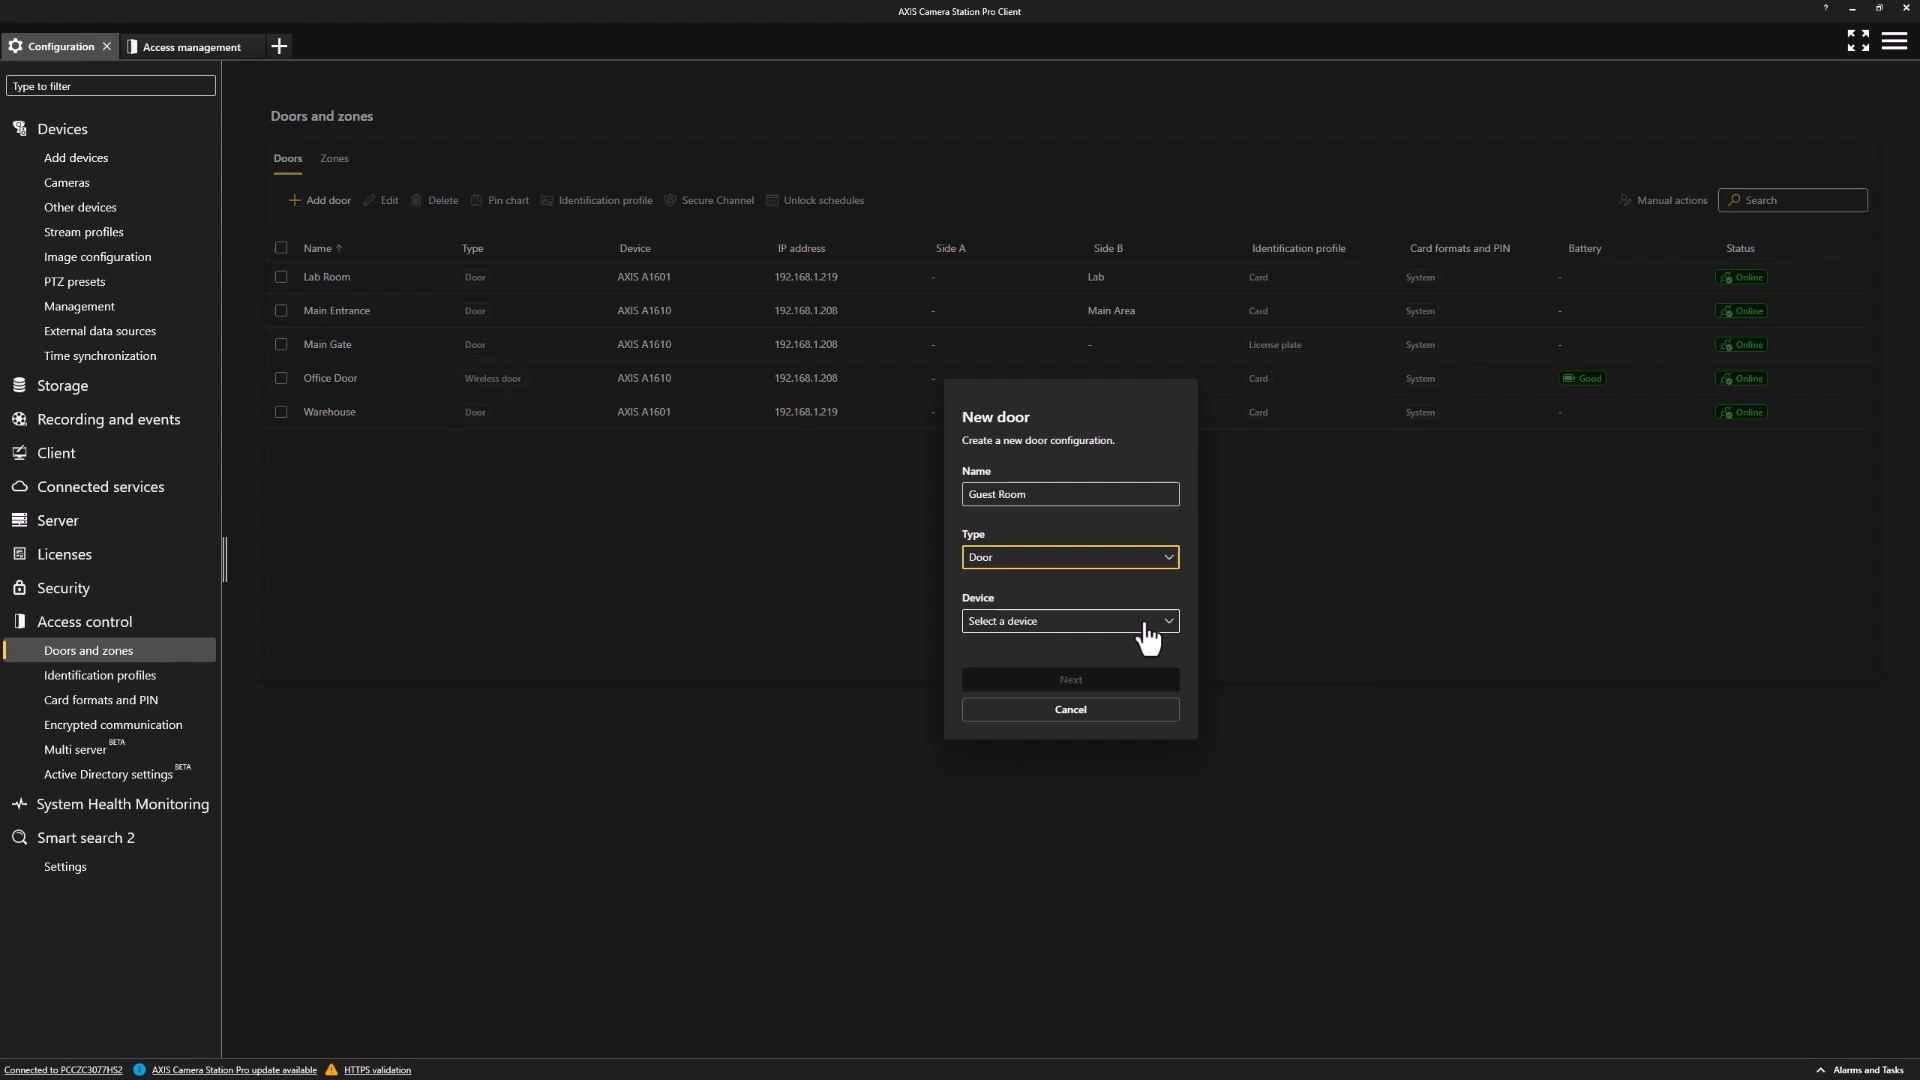 AXIS Camera Station Pro Client
?
Configuration
Access management
Type to filter
Devices
Add devices
Cameras
Other devices
Stream profiles
Image configuration
PTZ presets
Management
External data sources
Time synchronization
Storage
Recording and events
Client
Connected services
Server
Licenses
Security
Access control
Doors and zones
Identification profiles
Card formats and PIN
Encrypted communication
Multi server BETA
Active Directory settings BETA
System Health Monitoring
Smart search 2
Settings
Doors and zones
Doors Zones
Add door Edit Delete Pin chart Identification profile Secure Channel Unlock schedules Manual actions Search
Name Type Device IP address Side A Side B Identification profile Card formats and PIN Battery Status
Lab Room Door AXIS A1601 192.168.1.219 - Lab Card System - Online
Main Entrance Door AXIS A1610 192.168.1.208 - Main Area Card System - Online
Main Gate Door AXIS A1610 192.168.1.208 - - License plate System - Online
Office Door Wireless door AXIS A1610 192.168.1.208 - Card System Good Online
Warehouse Door AXIS A1601 192.168.1.219 Card System - Online
New door
Create a new door configuration.
Name
Guest Room
Type
Door
Device
Select a device
Next
Cancel
Connected to PCCZC3077HS2 AXIS Camera Station Pro update available HTTPS validation Alarms and Tasks